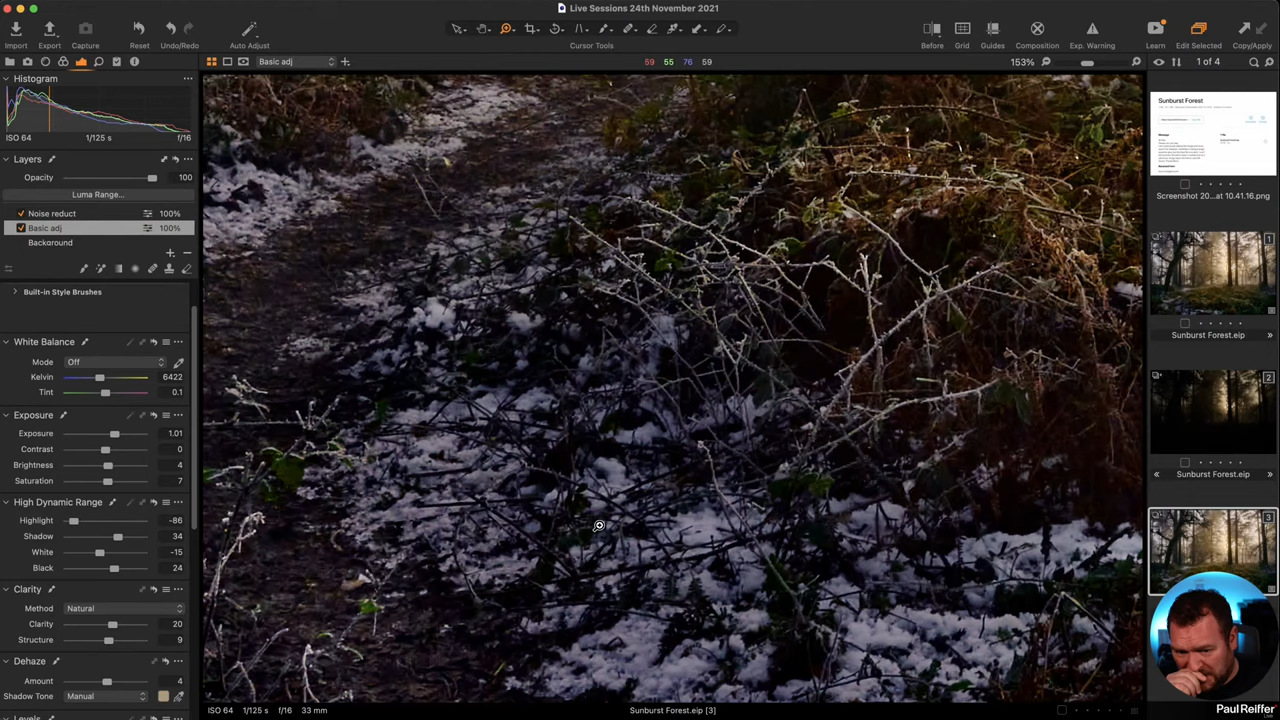 Live Sessions 24th November 2021
Import
Export
Capture
Reset
Undo/Redo
Auto Adjust
Cursor Tools
Before
Grid
Guides
Composition
Exp. Warning
Learn
Edit Selected
Copy/Apply
Basic adj
59 55 76 59
153%
1 of 4
Histogram
ISO 64
1/125 s
f/16
Layers
Opacity 100
Luma Range...
Noise reduct 100%
Basic adj 100%
Background
Built-in Style Brushes
White Balance
Mode Off
Kelvin 6422
Tint 0.1
Exposure
Exposure 1.01
Contrast 0
Brightness 4
Saturation 7
High Dynamic Range
Highlight -86
Shadow 34
White -15
Black 24
Clarity
Method Natural
Clarity 20
Structure 9
Dehaze
Amount 4
Shadow Tone Manual
Levels
ISO 64 1/125 s f/16 33 mm
Sunburst Forest.eip [3]
Sunburst Forest
Screenshot 20...at 10.41.16.png
1
Sunburst Forest.eip
2
Sunburst Forest.eip
3
Paul Reiffer
Live